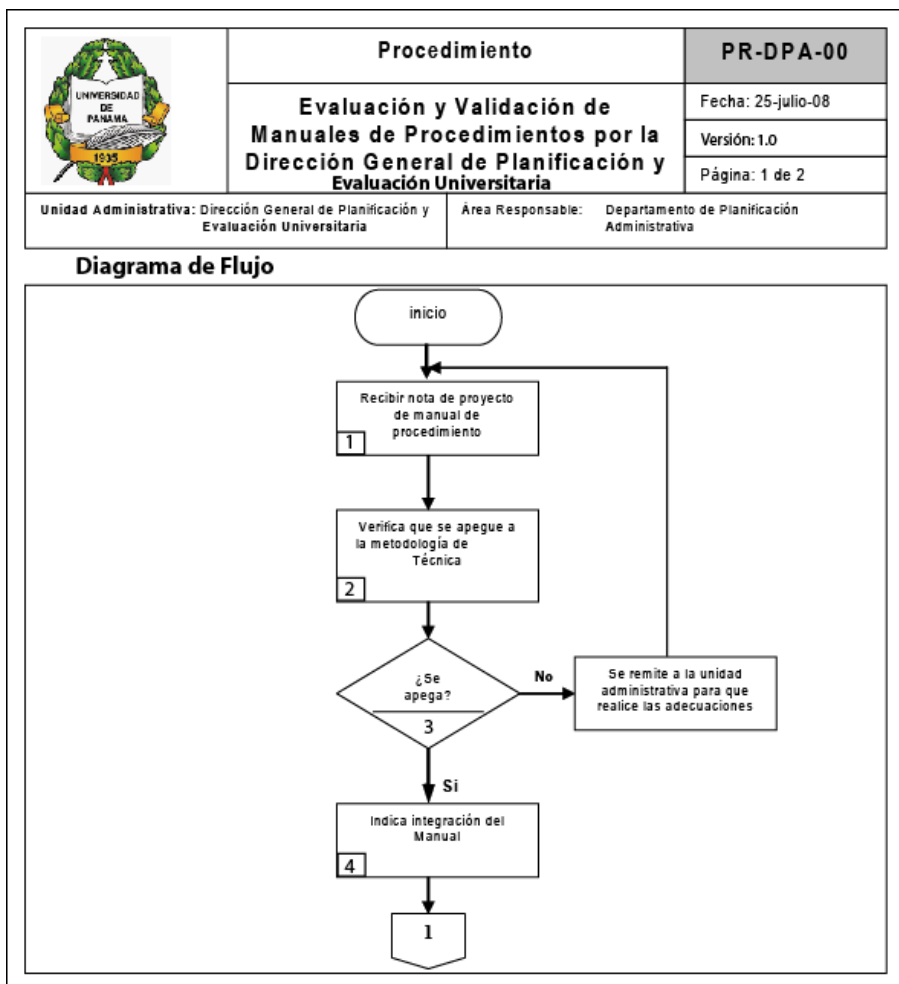 UNIVERSIDAD
DE
PANAMA
1935
Procedimiento
PR-DPA-00
Evaluación y Validación de
Manuales de Procedimientos por la
Dirección General de Planificación y
Evaluación Universitaria
Fecha: 25-julio-08
Versión: 1.0
Página: 1 de 2
Unidad Administrativa: Dirección General de Planificación y
Evaluación Universitaria
Área Responsable: Departamento de Planificación
Administrativa
Diagrama de Flujo
inicio
Recibir nota de proyecto
de manual de
procedimiento
1
Verifica que se apegue a
la metodología de
Técnica
2
¿Se
apega?
3
No
Se remite a la unidad
administrativa para que
realice las adecuaciones
Si
Indica integración del
Manual
4
1